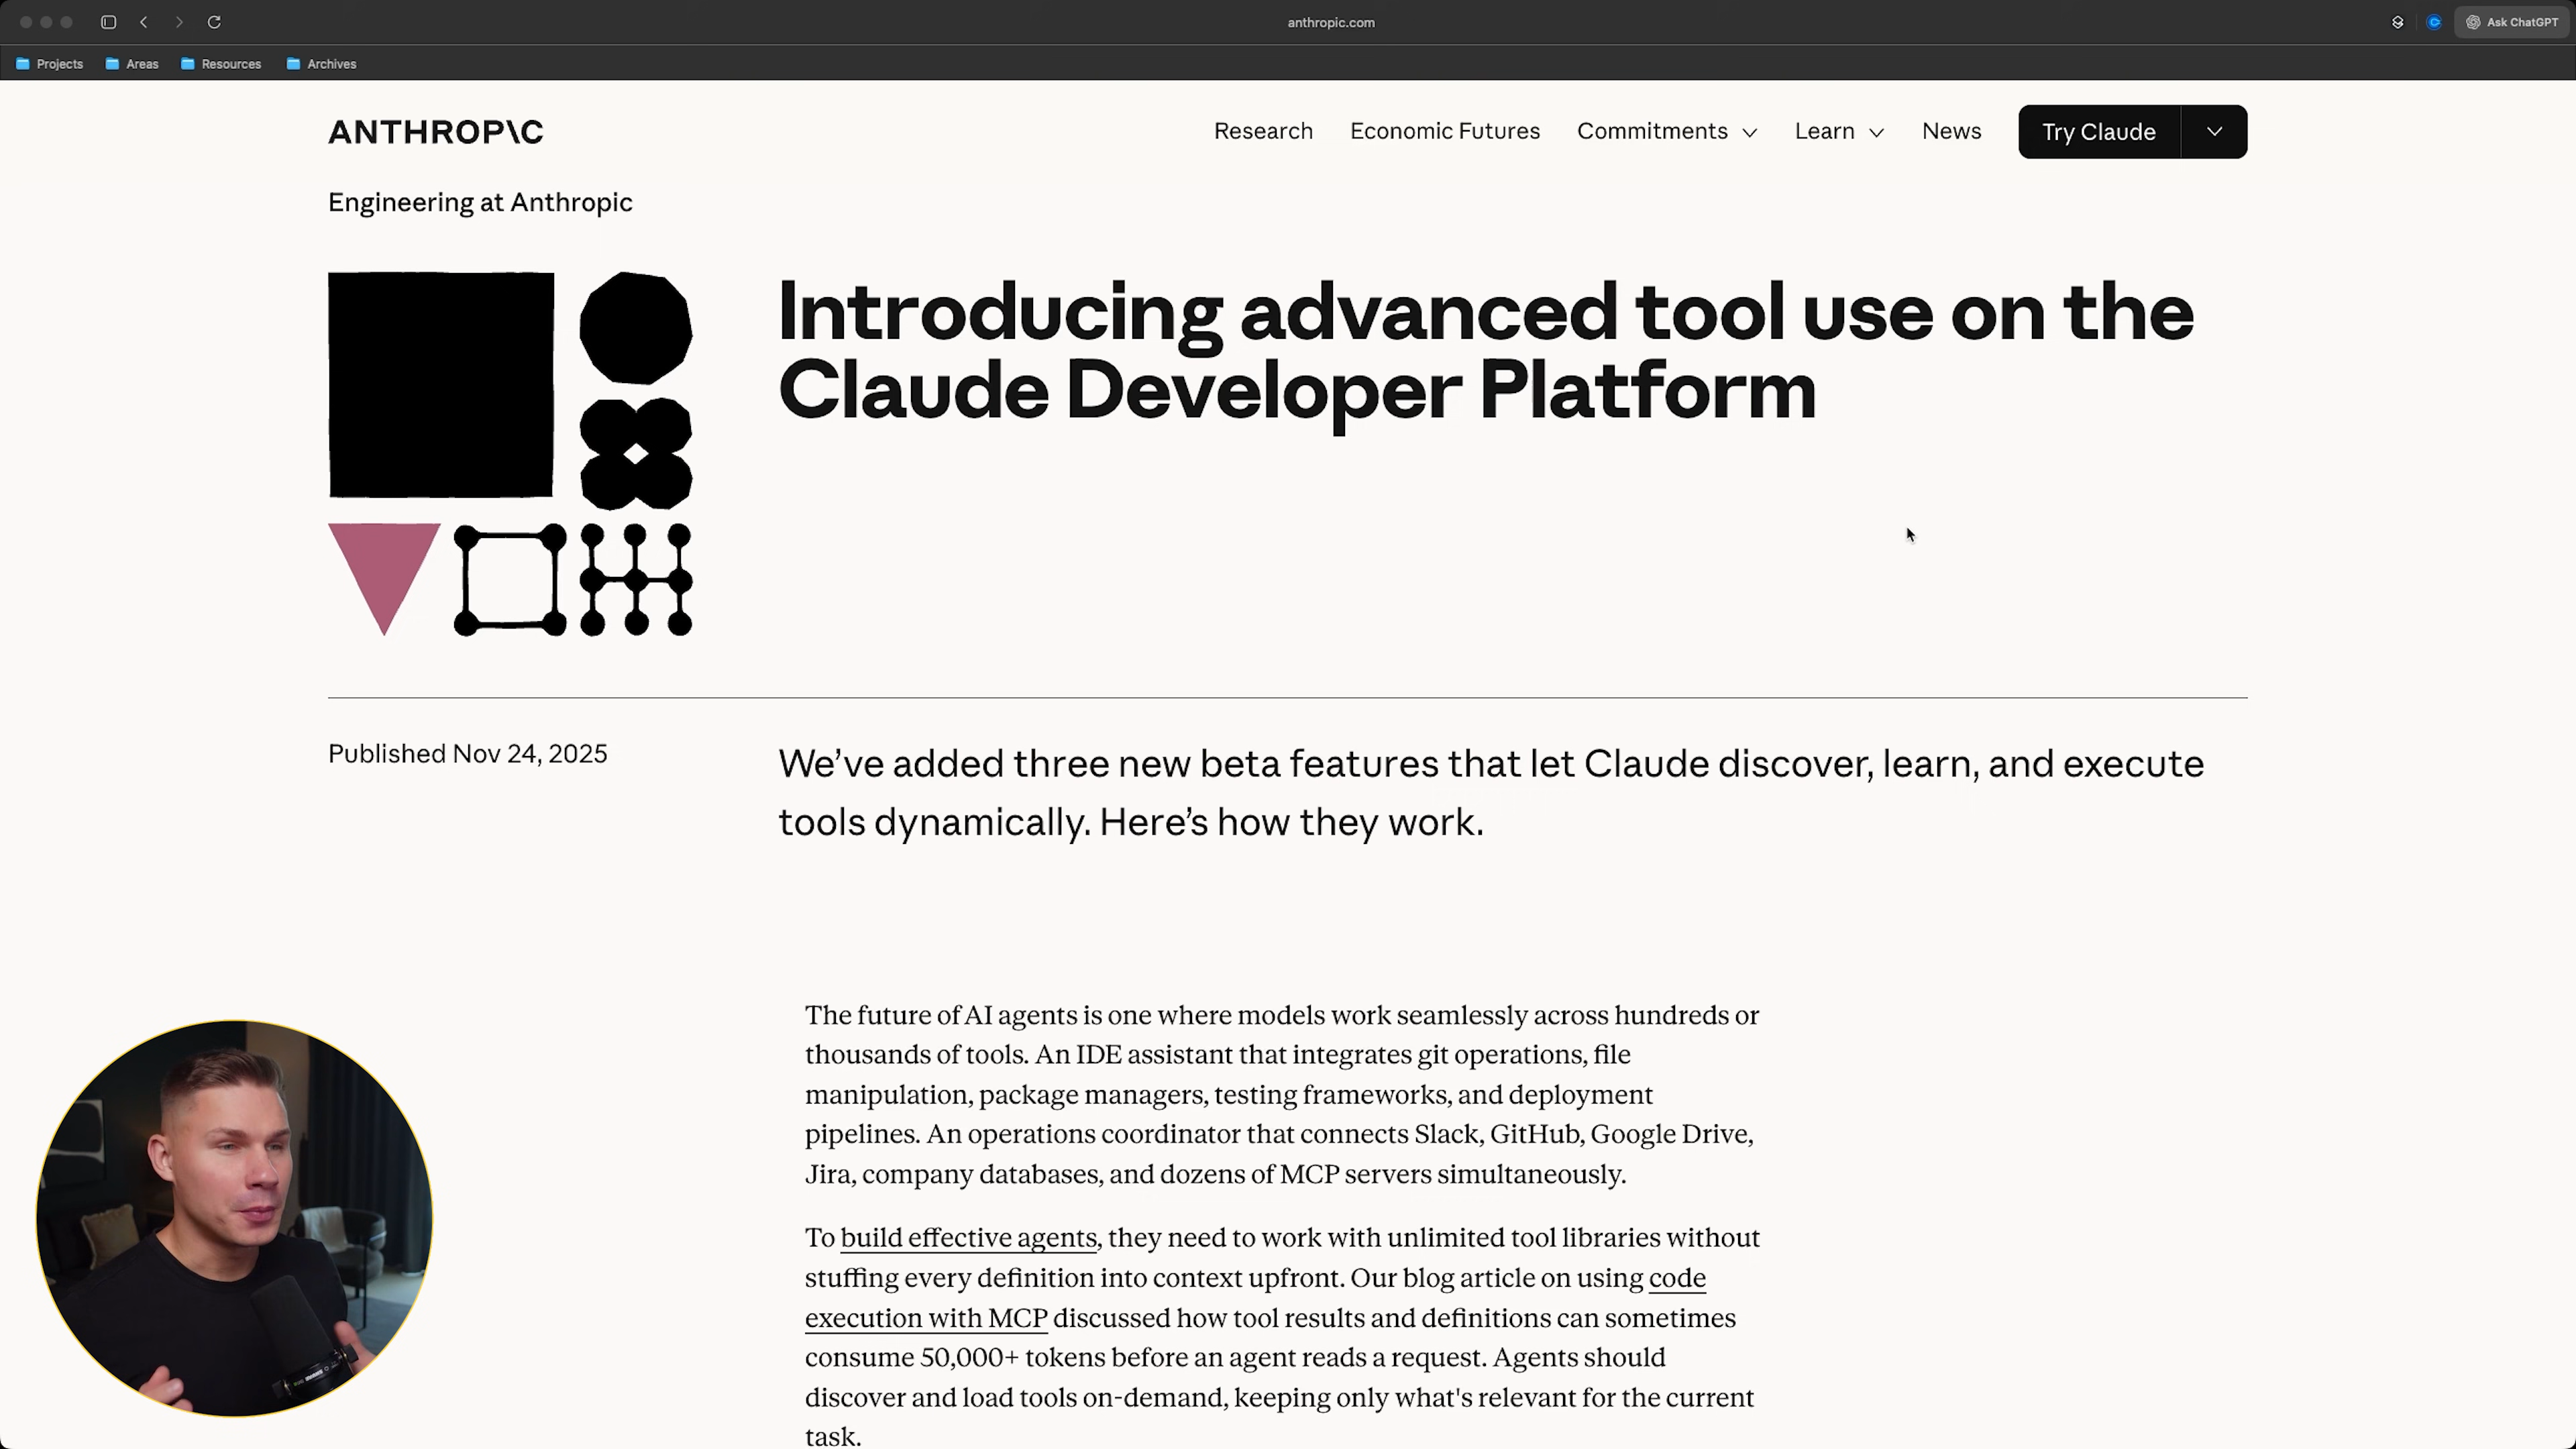 anthropic.com
Ask ChatGPT
Projects
Areas
Resources
Archives
ANTHROP\C
Research
Economic Futures
Commitments
Learn
News
Try Claude
Engineering at Anthropic
Introducing advanced tool use on the
Claude Developer Platform
Published Nov 24, 2025
We’ve added three new beta features that let Claude discover, learn, and execute
tools dynamically. Here’s how they work.
The future of AI agents is one where models work seamlessly across hundreds or
thousands of tools. An IDE assistant that integrates git operations, file
manipulation, package managers, testing frameworks, and deployment
pipelines. An operations coordinator that connects Slack, GitHub, Google Drive,
Jira, company databases, and dozens of MCP servers simultaneously.
To build effective agents, they need to work with unlimited tool libraries without
stuffing every definition into context upfront. Our blog article on using code
execution with MCP discussed how tool results and definitions can sometimes
consume 50,000+ tokens before an agent reads a request. Agents should
discover and load tools on-demand, keeping only what's relevant for the current
task.